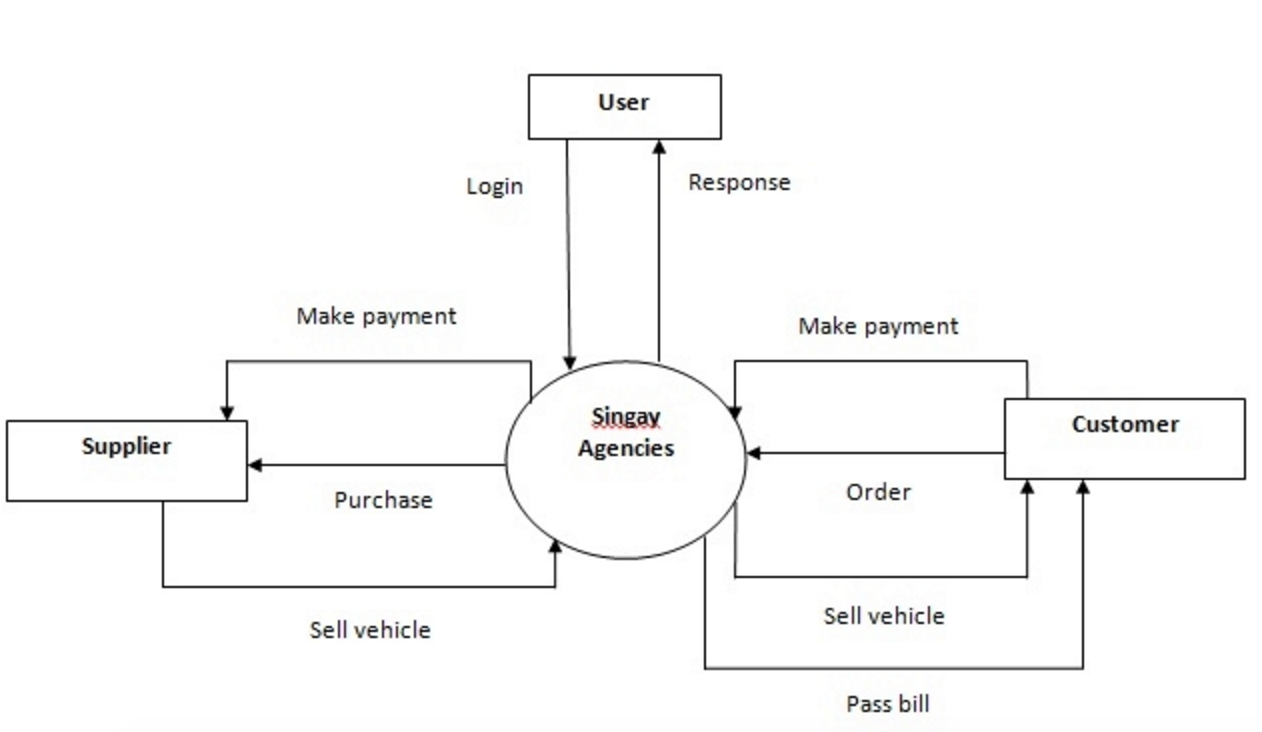 User
Login
Response
Make payment
Make payment
Singay
Agencies
Customer
Supplier
Order
Purchase
Sell vehicle
Sell vehicle
Pass bill